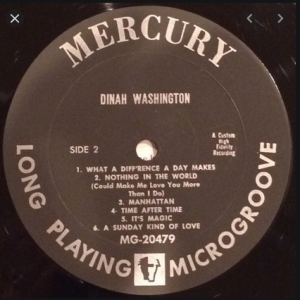 MERCURY
DINAH WASHINGTON
SIDE 2
A Custom
High
Fidelity
Recording
1. WHAT A DIFF'RENCE A DAY MAKES
2. NOTHING IN THE WORLD
(Could Make Me Love You More
Than I Do)
3. MANHATTAN
4- TIME AFTER TIME
5. IT'S MAGIC
6. A SUNDAY KIND OF LOVE
MG-20479
LONG PLAYING MICROGROOVE